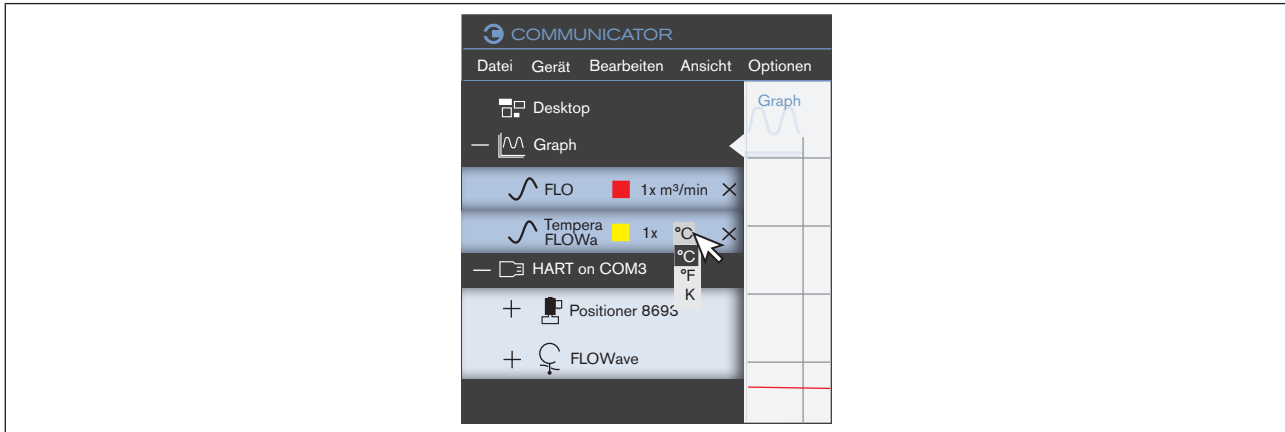 COMMUNICATOR
Datei Gerät Bearbeiten Ansicht Optionen
Desktop
Graph
Graph
FLO 1x m³/min
Tempera
FLOWa
1x °C
°C
°F
K
HART on COM3
Positioner 8693
FLOWave